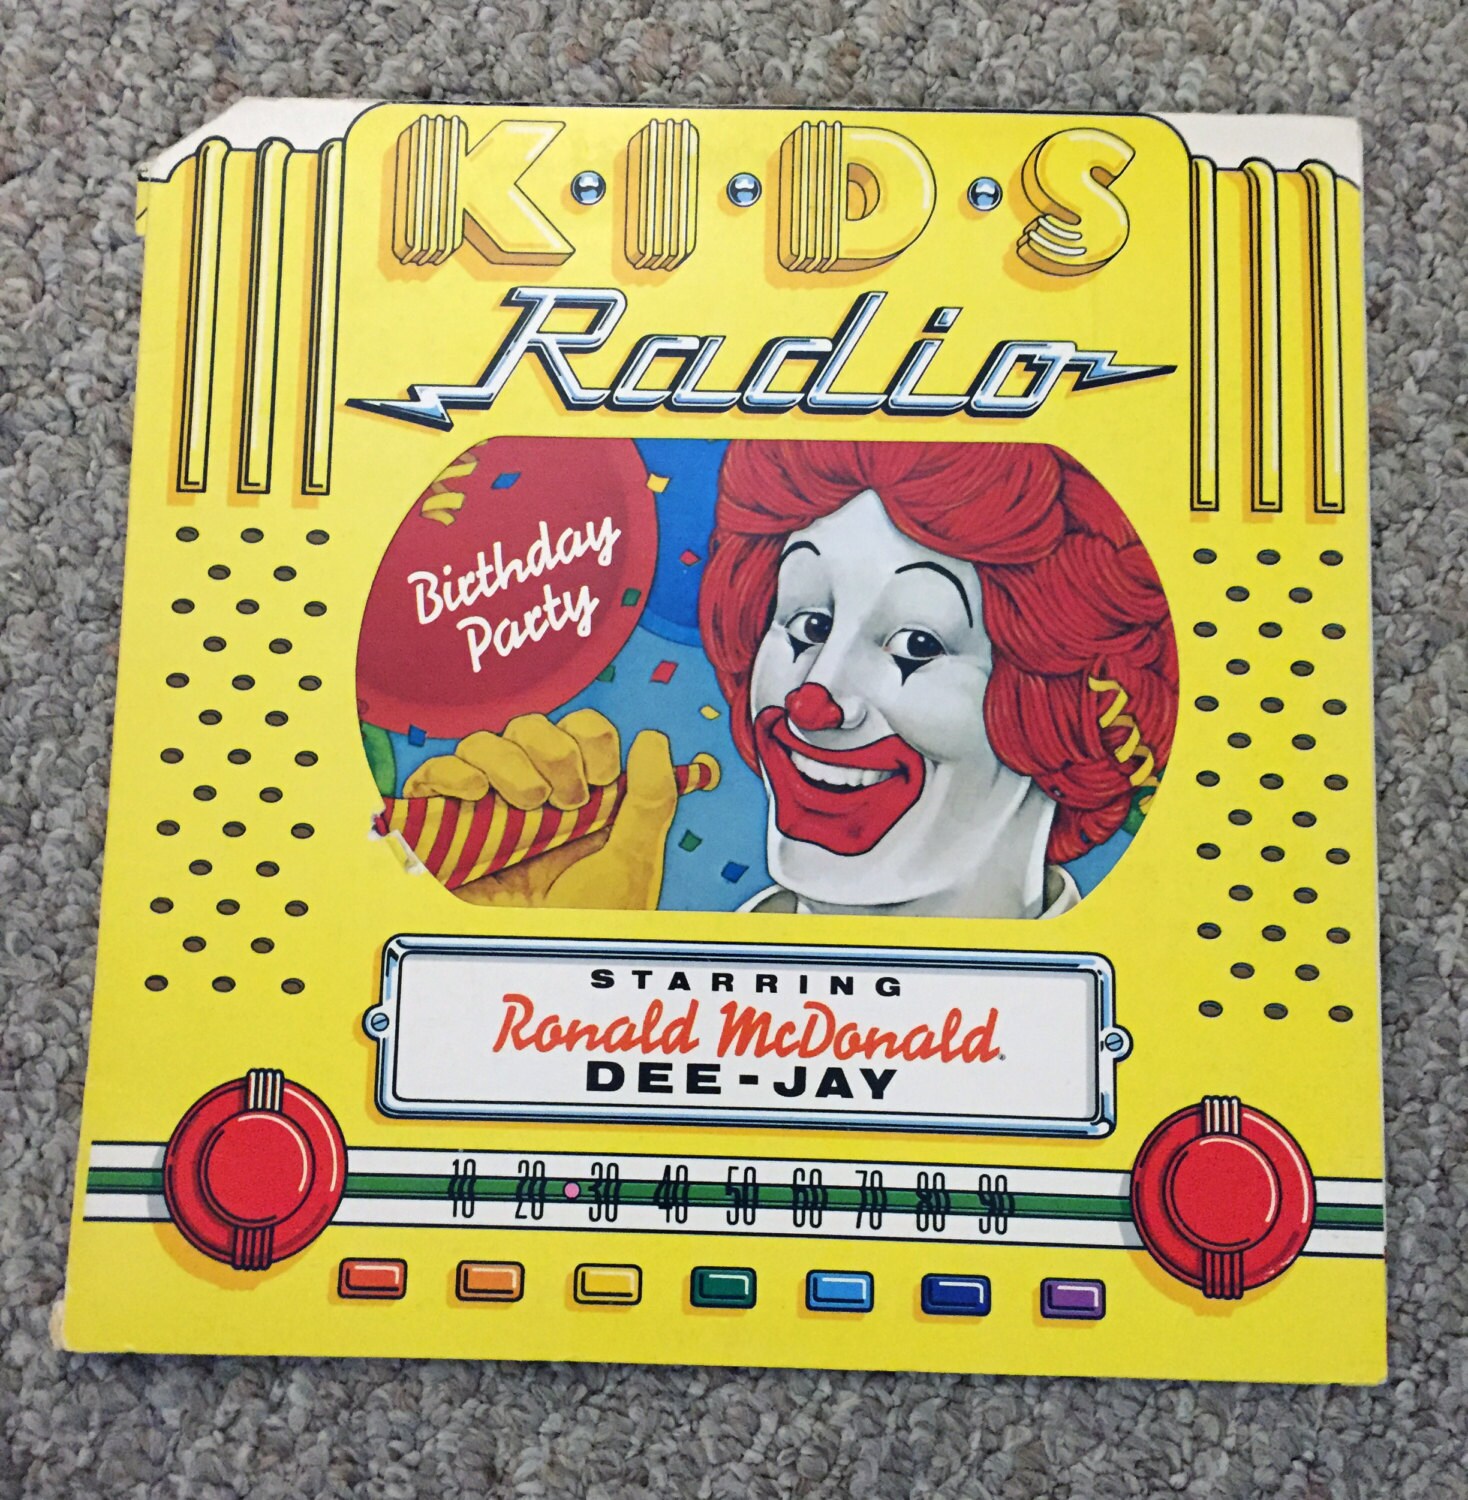 K·I·D·S
Radio
Birthday
Party
STARRING
Ronald McDonald®
DEE-JAY
10 20 30 40 50 60 70 80 90